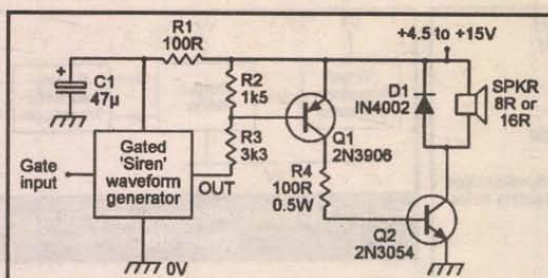 +4.5 to +15V
R1
100R
+
C1
47µ
R2
1k5
D1
IN4002
SPKR
8R or
16R
Gated
'Siren'
waveform
generator
Gate
input
R3
3k3
OUT
Q1
2N3906
R4
100R
0.5W
Q2
2N3054
0V